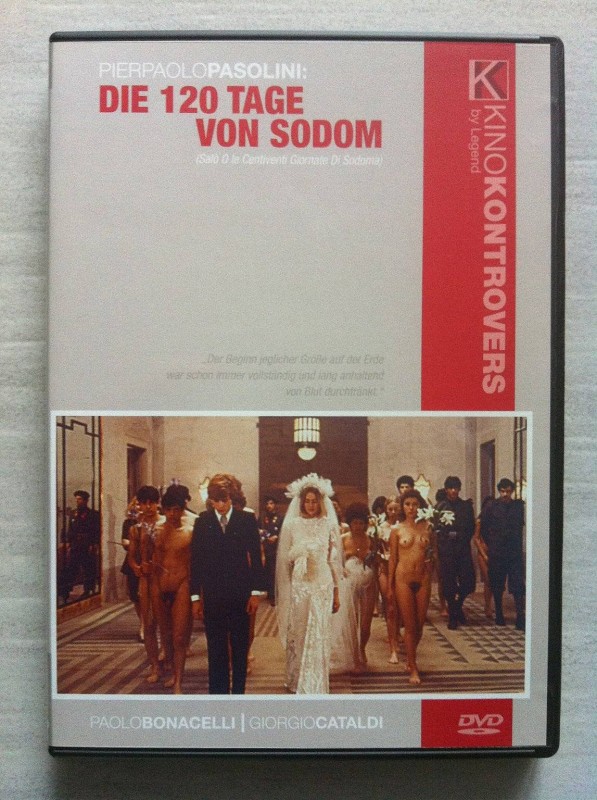 PIERPAOLOPASOLINI:
DIE 120 TAGE
VON SODOM
(Salò O le Centiventi Giornate Di Sodoma)
K
KINOKONTROVERS
by Legend
„Der Beginn jeglicher Größe auf der Erde
war schon immer vollständig und lang anhaltend
von Blut durchtränkt."
PAOLOBONACELLI|GIORGIOCATALDI
DVD